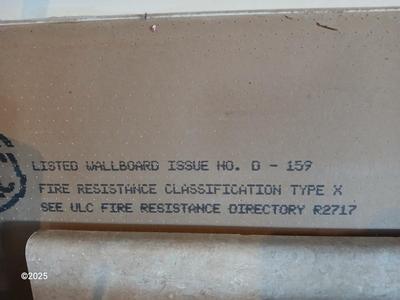 LISTED WALLBOARD ISSUE NO. D - 159
FIRE RESISTANCE CLASSIFICATION TYPE X
SEE ULC FIRE RESISTANCE DIRECTORY R2717
©2025